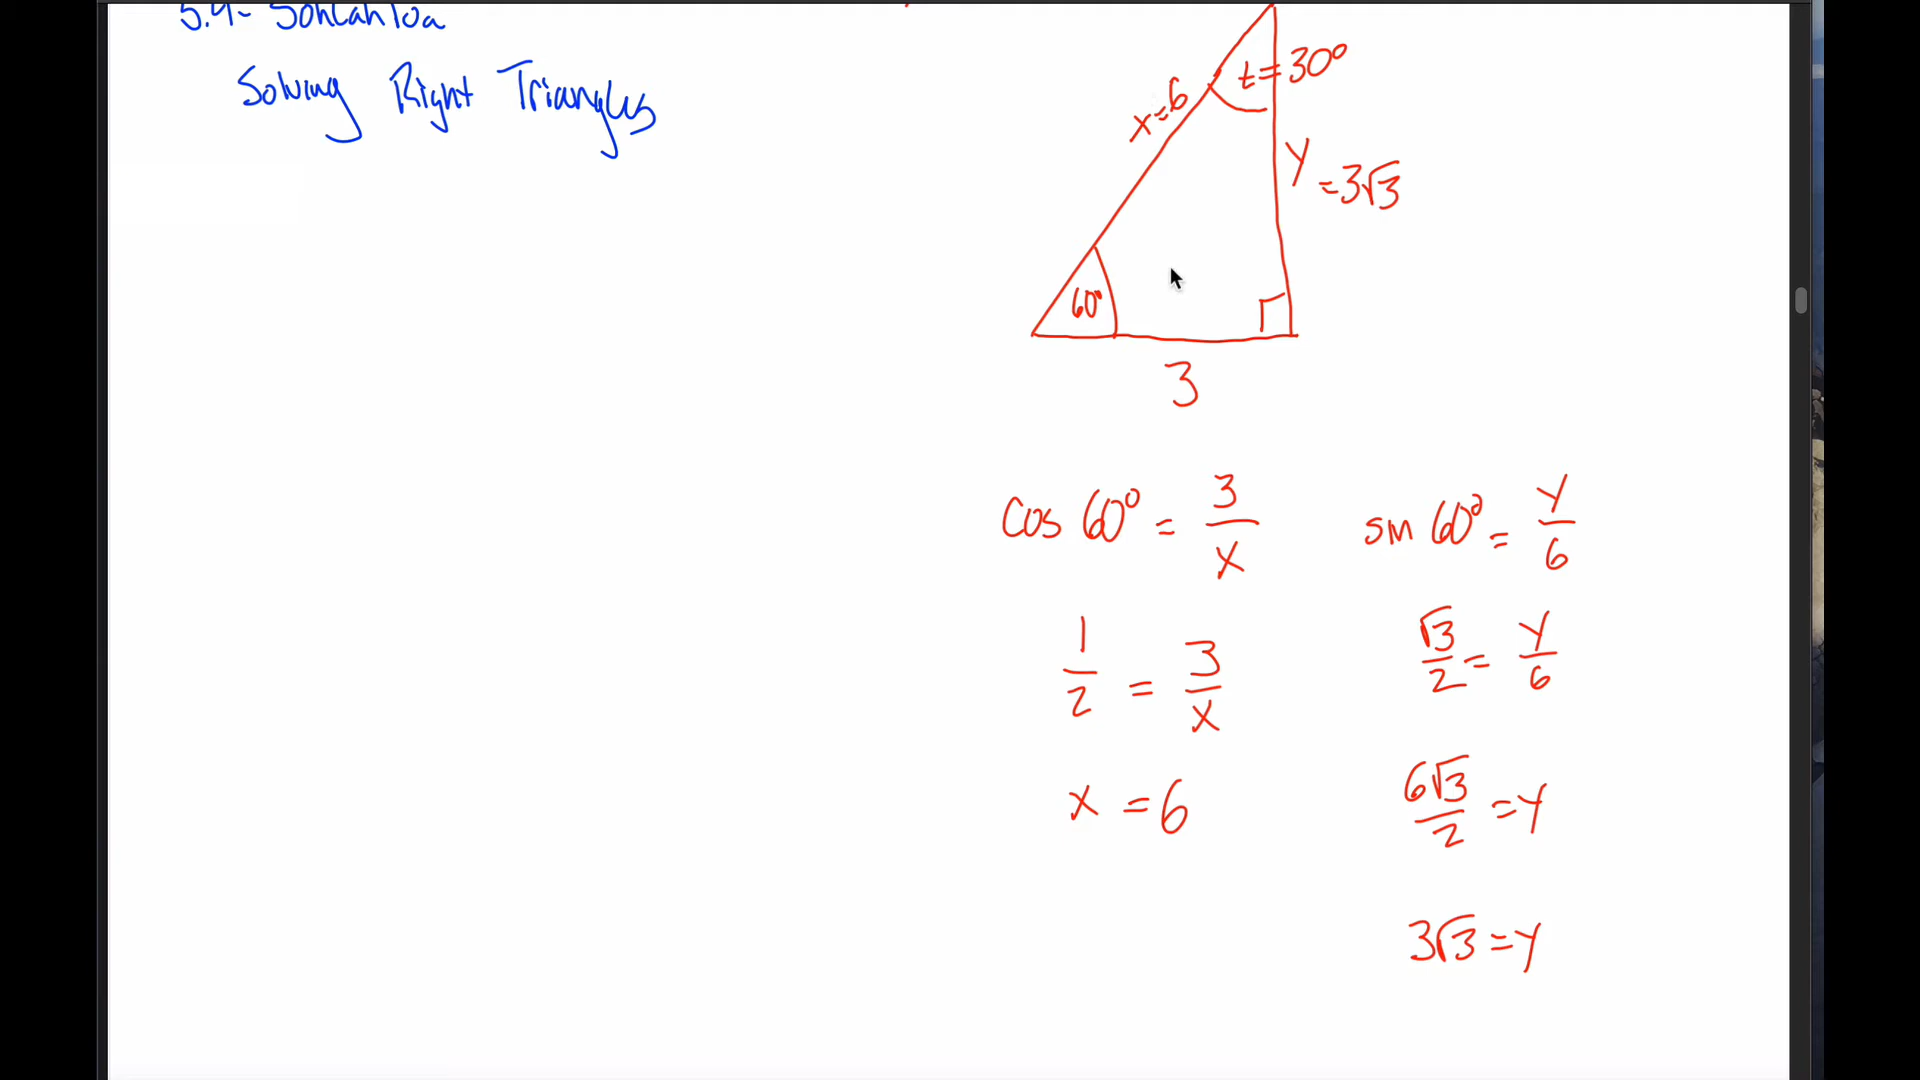 5.4- Sohcahtoa
Solving Right Triangles
t=30°
x=6
y
=3√3
60°
3
cos 60° = 3/x
1/2 = 3/x
x = 6
sin 60° = y/6
√3/2 = y/6
6√3/2 = y
3√3 = y